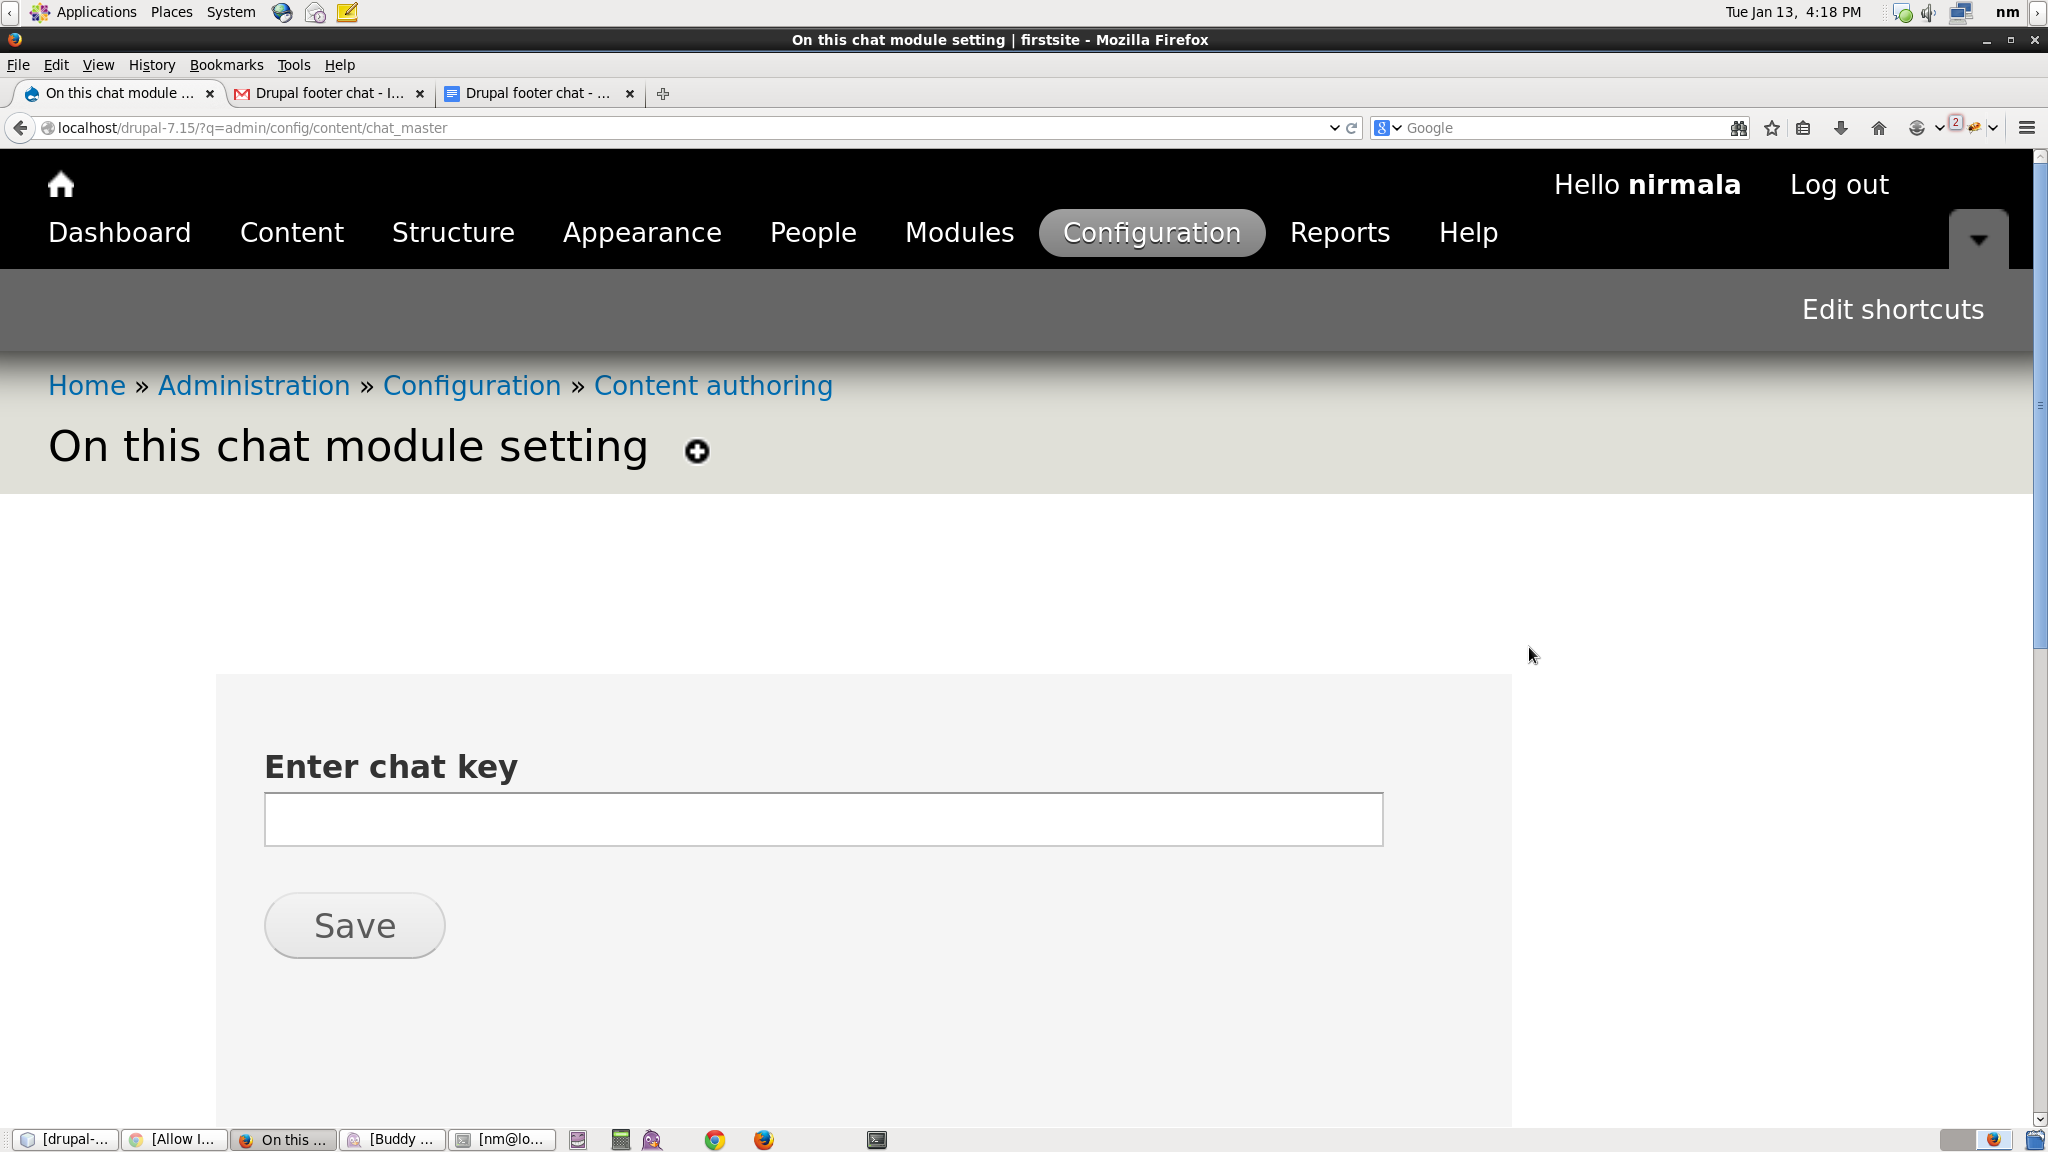 Applications Places System Tue Jan 13, 4:18 PM nm
On this chat module setting | firstsite - Mozilla Firefox
File Edit View History Bookmarks Tools Help
On this chat module ... Drupal footer chat - I... Drupal footer chat - ...
localhost/drupal-7.15/?q=admin/config/content/chat_master Google 2
Hello nirmala Log out
Dashboard Content Structure Appearance People Modules Configuration Reports Help
Edit shortcuts
Home » Administration » Configuration » Content authoring
On this chat module setting
Enter chat key
Save
[drupal-... [Allow I... On this ... [Buddy ... [nm@lo...